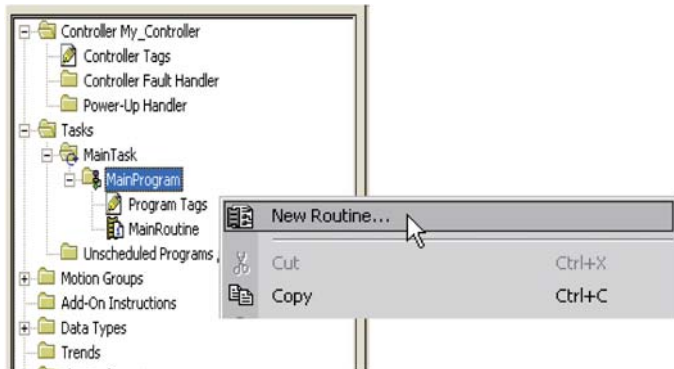 Controller My_Controller
Controller Tags
Controller Fault Handler
Power-Up Handler
Tasks
MainTask
MainProgram
Program Tags
MainRoutine
Unscheduled Programs
Motion Groups
Add-On Instructions
Data Types
Trends
New Routine...
Cut Ctrl+X
Copy Ctrl+C